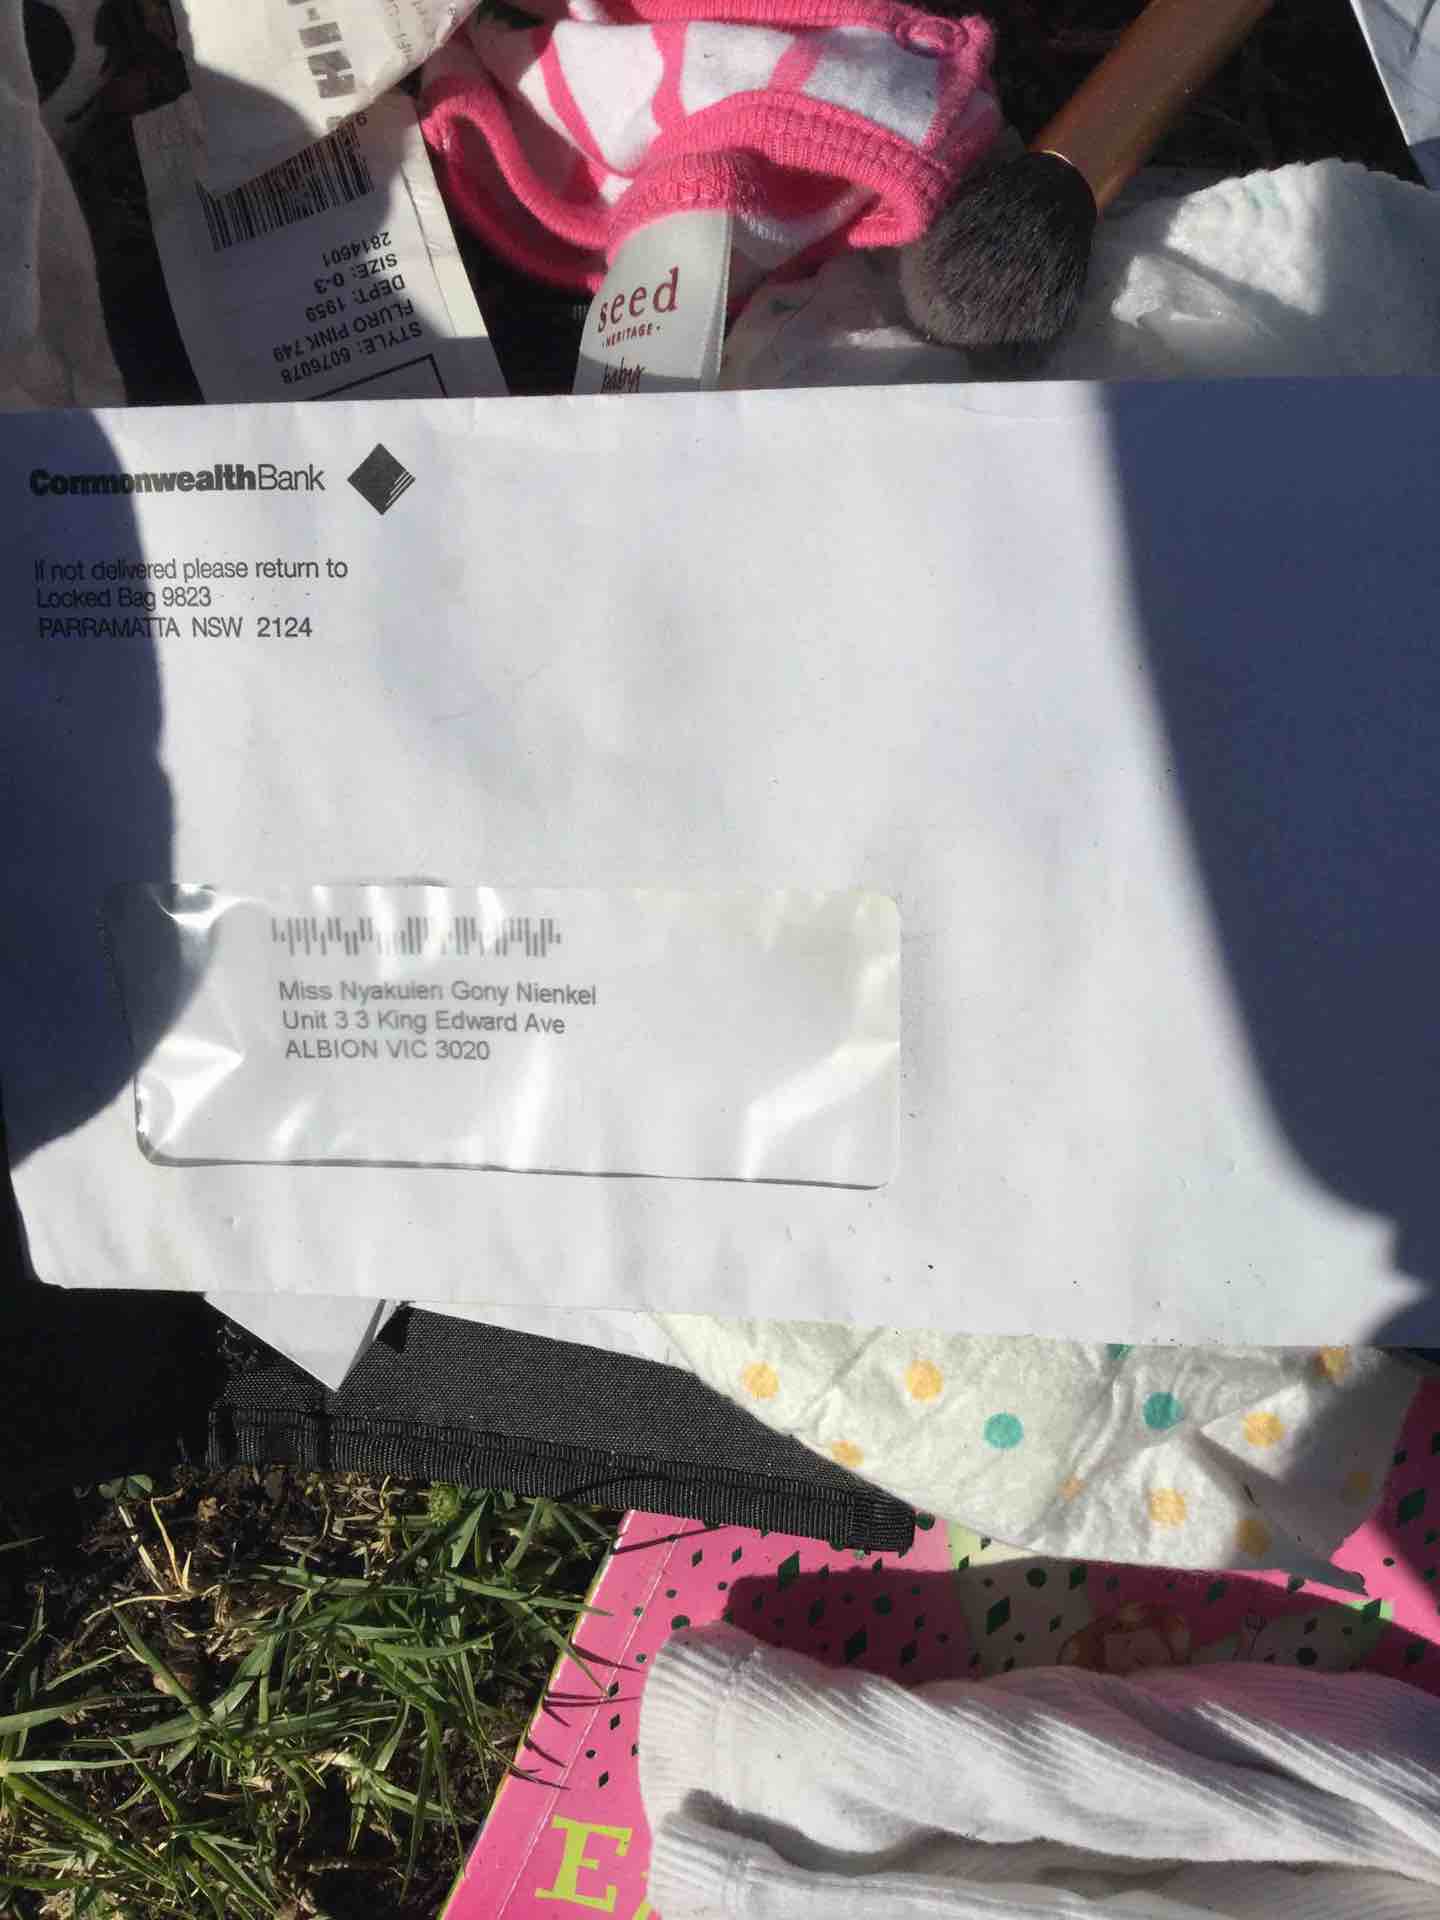 STYLE: 6076078
FLURO PINK 749
DEPT: 1959
SIZE: 0-3
2814601
seed
·HERITAGE·
baby
CommonwealthBank
If not delivered please return to
Locked Bag 9823
PARRAMATTA NSW 2124
Miss Nyakuien Gony Nienkel
Unit 3 3 King Edward Ave
ALBION VIC 3020
E